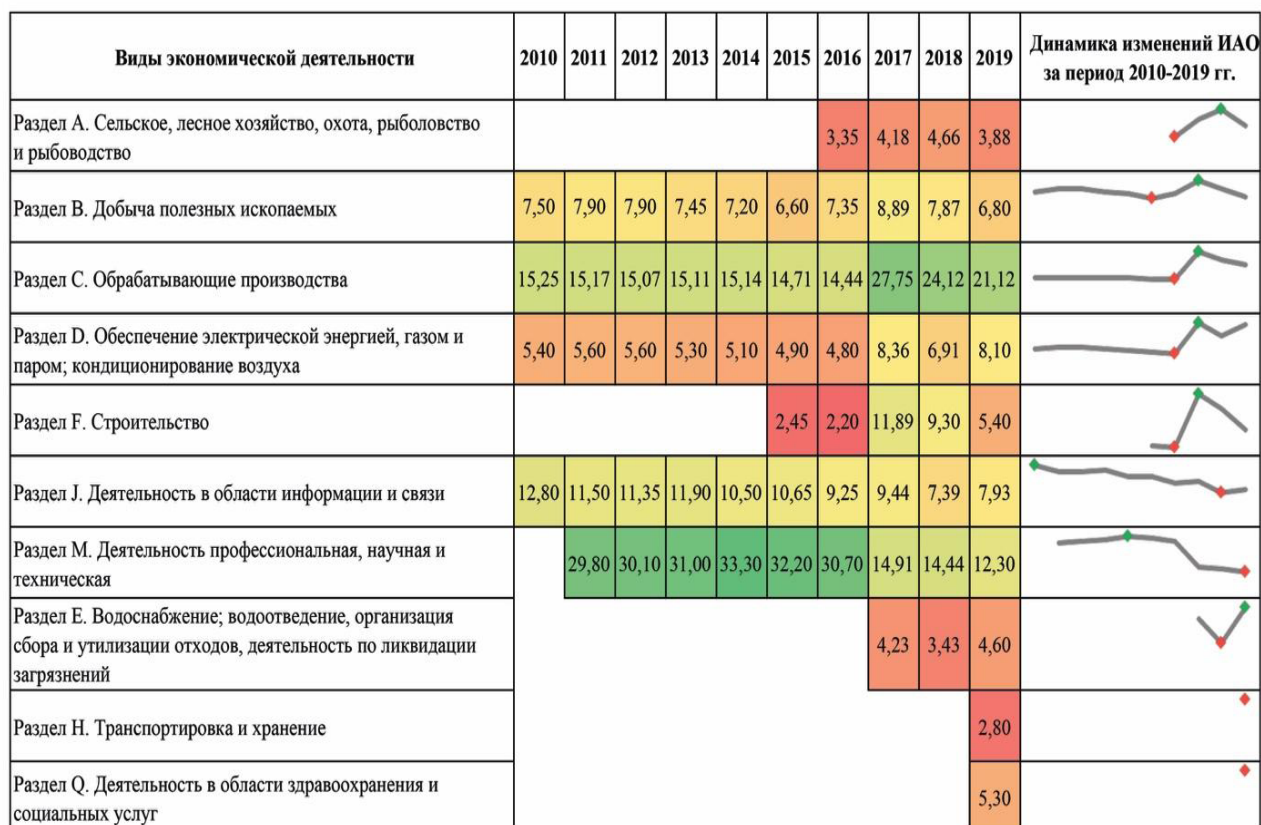 Виды экономической деятельности 2010 2011 2012 2013 2014 2015 2016 2017 2018 2019 Динамика изменений ИАО
за период 2010-2019 гг.
Раздел A. Сельское, лесное хозяйство, охота, рыболовство
и рыбоводство 3,35 4,18 4,66 3,88
Раздел B. Добыча полезных ископаемых 7,50 7,90 7,90 7,45 7,20 6,60 7,35 8,89 7,87 6,80
Раздел C. Обрабатывающие производства 15,25 15,17 15,07 15,11 15,14 14,71 14,44 27,75 24,12 21,12
Раздел D. Обеспечение электрической энергией, газом и
паром; кондиционирование воздуха 5,40 5,60 5,60 5,30 5,10 4,90 4,80 8,36 6,91 8,10
Раздел F. Строительство 2,45 2,20 11,89 9,30 5,40
Раздел J. Деятельность в области информации и связи 12,80 11,50 11,35 11,90 10,50 10,65 9,25 9,44 7,39 7,93
Раздел M. Деятельность профессиональная, научная и
техническая 29,80 30,10 31,00 33,30 32,20 30,70 14,91 14,44 12,30
Раздел E. Водоснабжение; водоотведение, организация
сбора и утилизации отходов, деятельность по ликвидации
загрязнений 4,23 3,43 4,60
Раздел H. Транспортировка и хранение 2,80
Раздел Q. Деятельность в области здравоохранения и
социальных услуг 5,30